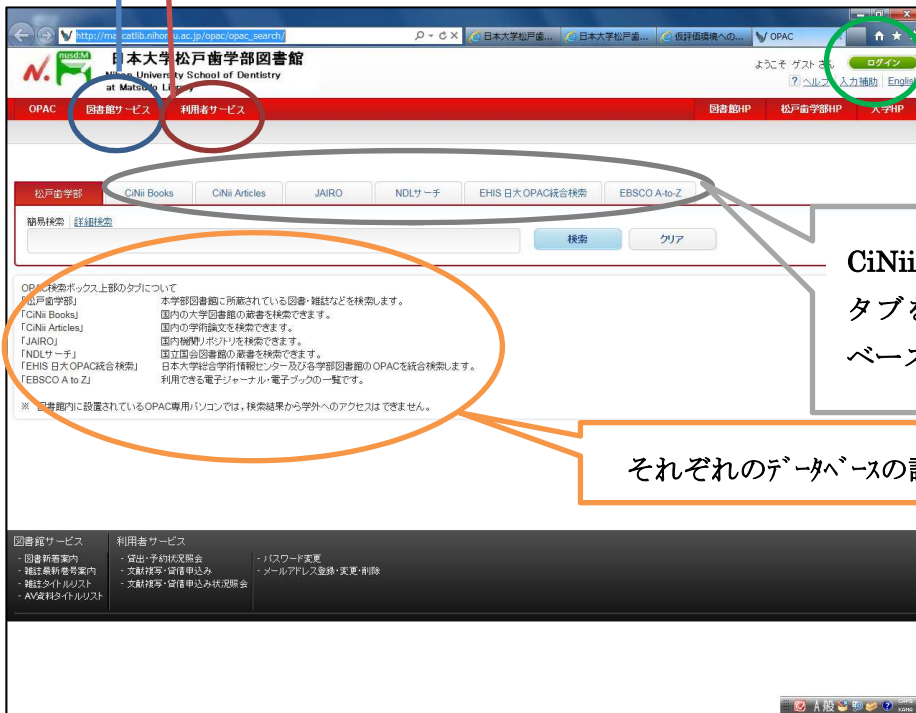 http://ma.catlib.nihon-u.ac.jp/opac/opac_search/
日本大学松戸歯...
日本大学松戸歯...
仮評価環境への...
OPAC
nusd:M
日本大学松戸歯学部図書館
Nihon University School of Dentistry
at Matsudo Library
ようこそ ゲスト さん
ログイン
? ヘルプ 入力補助 English
OPAC 図書館サービス 利用者サービス 図書館HP 松戸歯学部HP 大学HP
松戸歯学部 CiNii Books CiNii Articles JAIRO NDLサーチ EHIS 日大OPAC統合検索 EBSCO A-to-Z
簡易検索 詳細検索
検索 クリア
CiNii
タブを
ベース
OPAC検索ボックス上部のタブについて
「松戸歯学部」 本学部図書館に所蔵されている図書・雑誌などを検索します。
「CiNii Books」 国内の大学図書館の蔵書を検索できます。
「CiNii Articles」 国内の学術論文を検索できます。
「JAIRO」 国内機関リポジトリを検索できます。
「NDLサーチ」 国立国会図書館の蔵書を検索できます。
「EHIS 日大OPAC統合検索」 日本大学総合学術情報センター及び各学部図書館のOPACを統合検索します。
「EBSCO A to Z」 利用できる電子ジャーナル・電子ブックの一覧です。
※ 図書館内に設置されているOPAC専用パソコンでは，検索結果から学外へのアクセスはできません。
それぞれのデータベースの
図書館サービス 利用者サービス
- 図書新着案内 - 貸出・予約状況照会 - パスワード変更
- 雑誌最新巻号案内 - 文献複写・貸借申込み - メールアドレス登録・変更・削除
- 雑誌タイトルリスト - 文献複写・貸借申込み状況照会
- AV資料タイトルリスト
A 般
CAPS
KANA